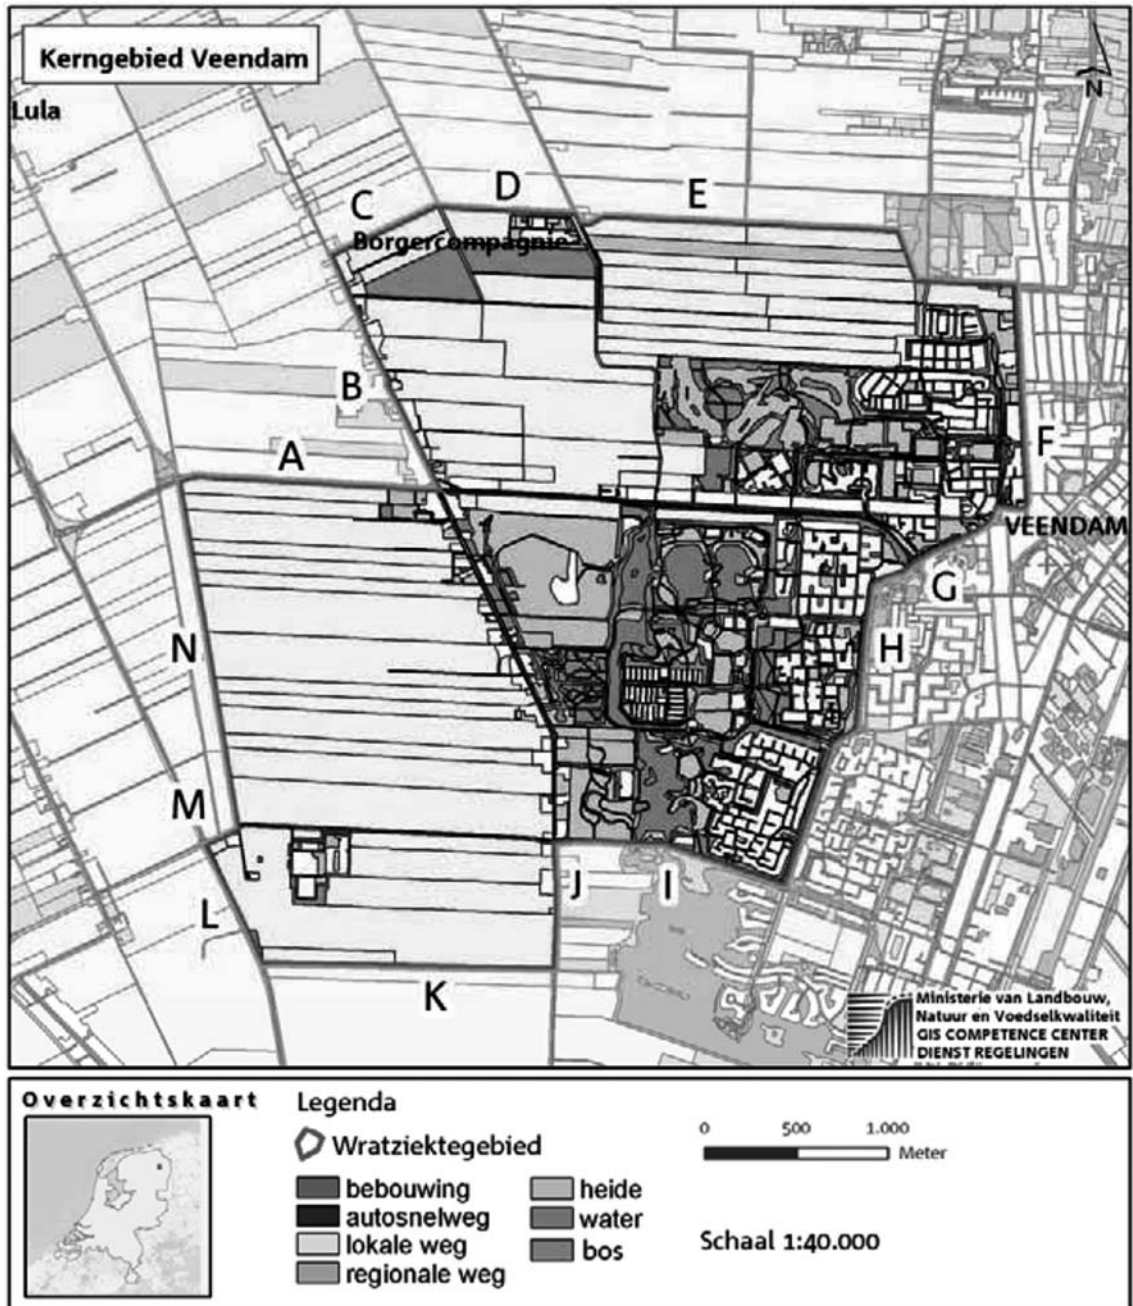 Kerngebied Veendam
Lula
N
C
D
E
Borgercompagnie
B
A
F
VEENDAM
G
H
N
M
L
J
I
K
Ministerie van Landbouw,
Natuur en Voedselkwaliteit
GIS COMPETENCE CENTER
DIENST REGELINGEN
Overzichtskaart
Legenda
Wratziektegebied
bebouwing
autosnelweg
lokale weg
regionale weg
heide
water
bos
0 500 1.000
Meter
Schaal 1:40.000